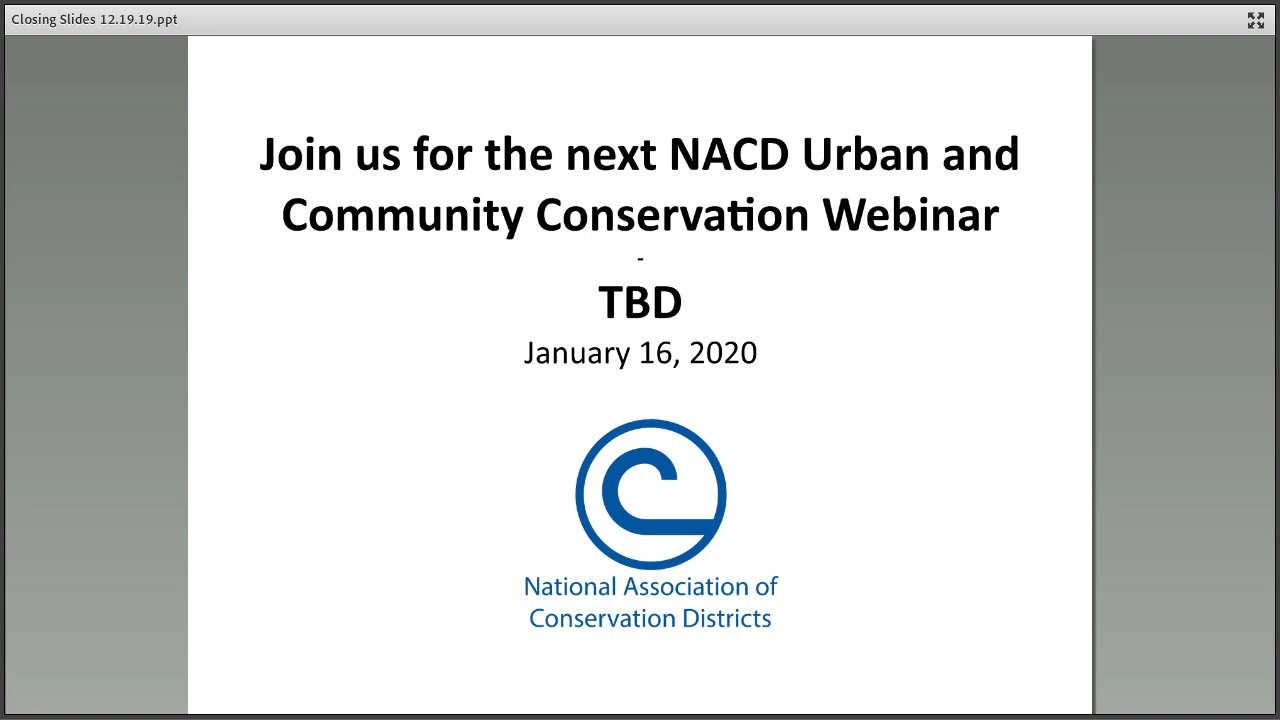 Closing Slides 12.19.19.ppt
Join us for the next NACD Urban and
Community Conservation Webinar
-
TBD
January 16, 2020
National Association of
Conservation Districts